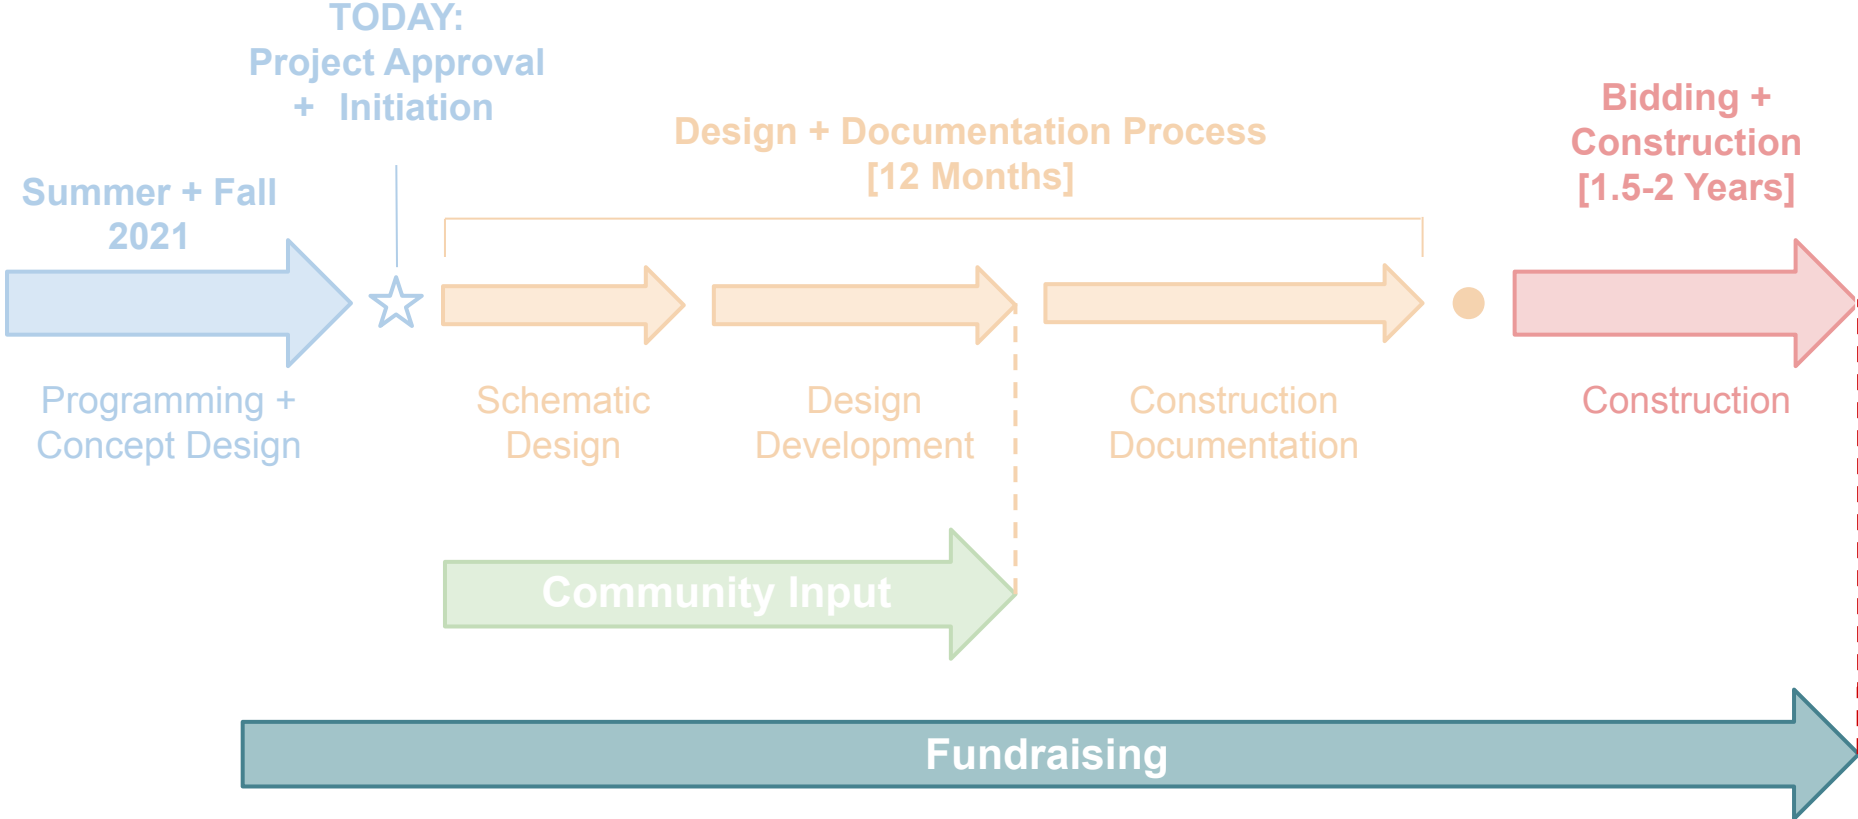 TODAY:
Project Approval
+ Initiation
Summer + Fall
2021
Design + Documentation Process
[12 Months]
Bidding +
Construction
[1.5-2 Years]
Programming +
Concept Design
Schematic
Design
Design
Development
Construction
Documentation
Construction
Community Input
Fundraising